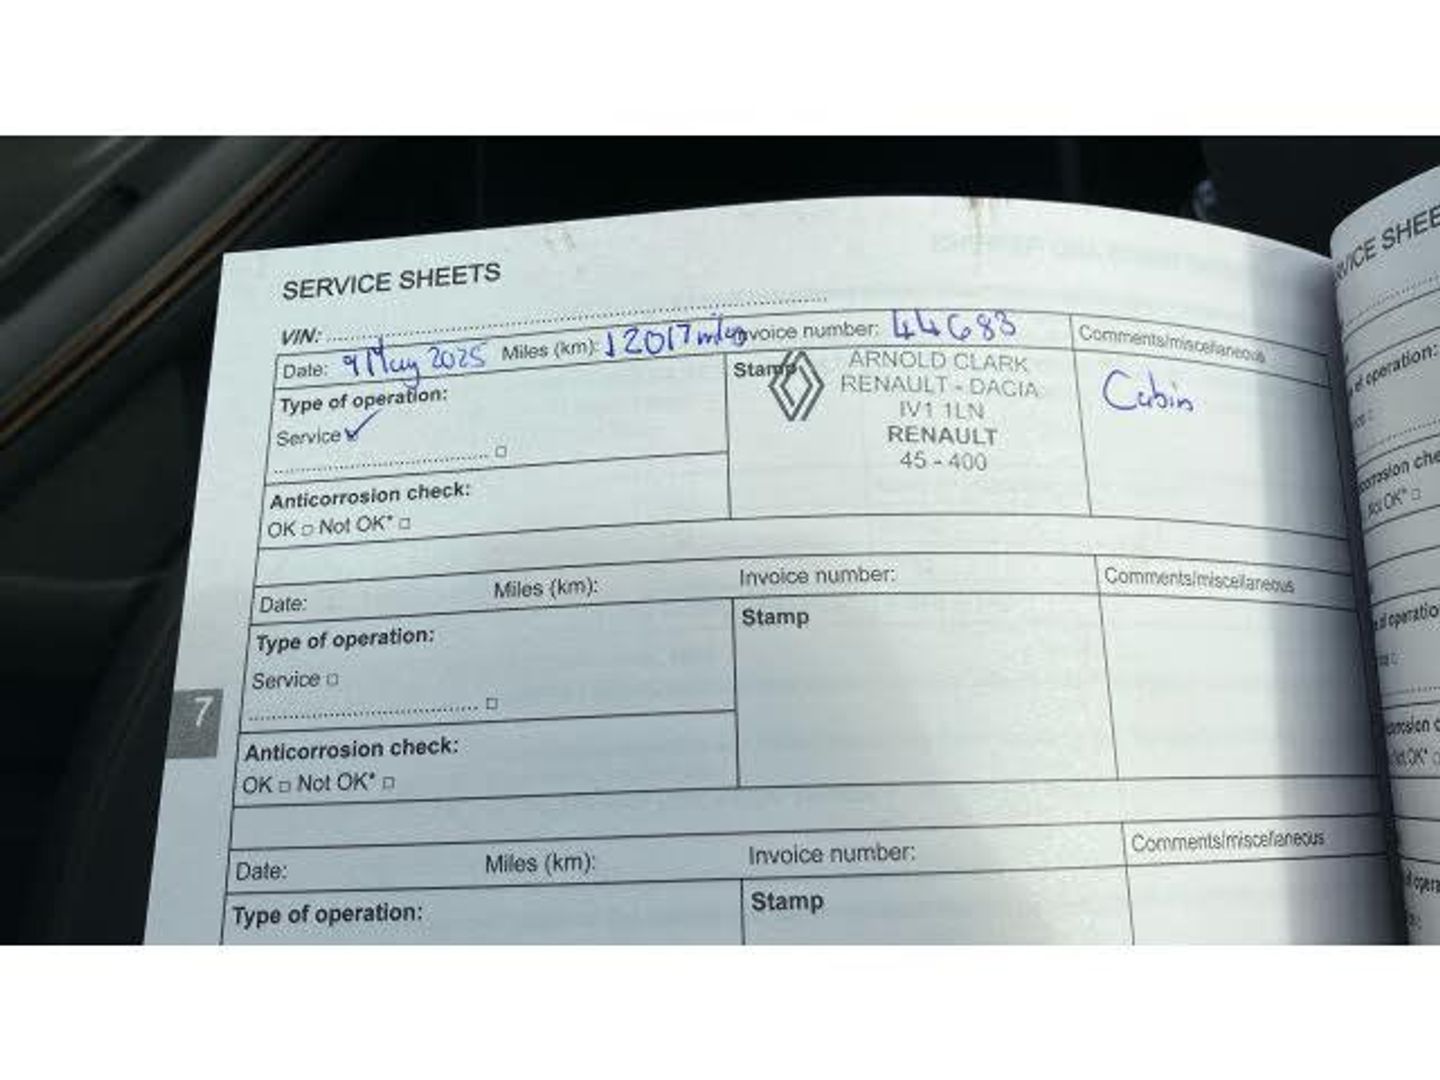 SERVICE SHEETS
VIN:
Date: 9 May 2025 Miles (km): 12017 miles Invoice number: 44683 Comments/miscellaneous
Type of operation:
Service
Anticorrosion check:
OK □ Not OK* □
Stamp
ARNOLD CLARK
RENAULT - DACIA
IV1 1LN
RENAULT
45 - 400
Cabin
Date: Miles (km): Invoice number: Comments/miscellaneous
Type of operation:
Service □
Anticorrosion check:
OK □ Not OK* □
Stamp
7
Date: Miles (km): Invoice number: Comments/miscellaneous
Type of operation:
Stamp